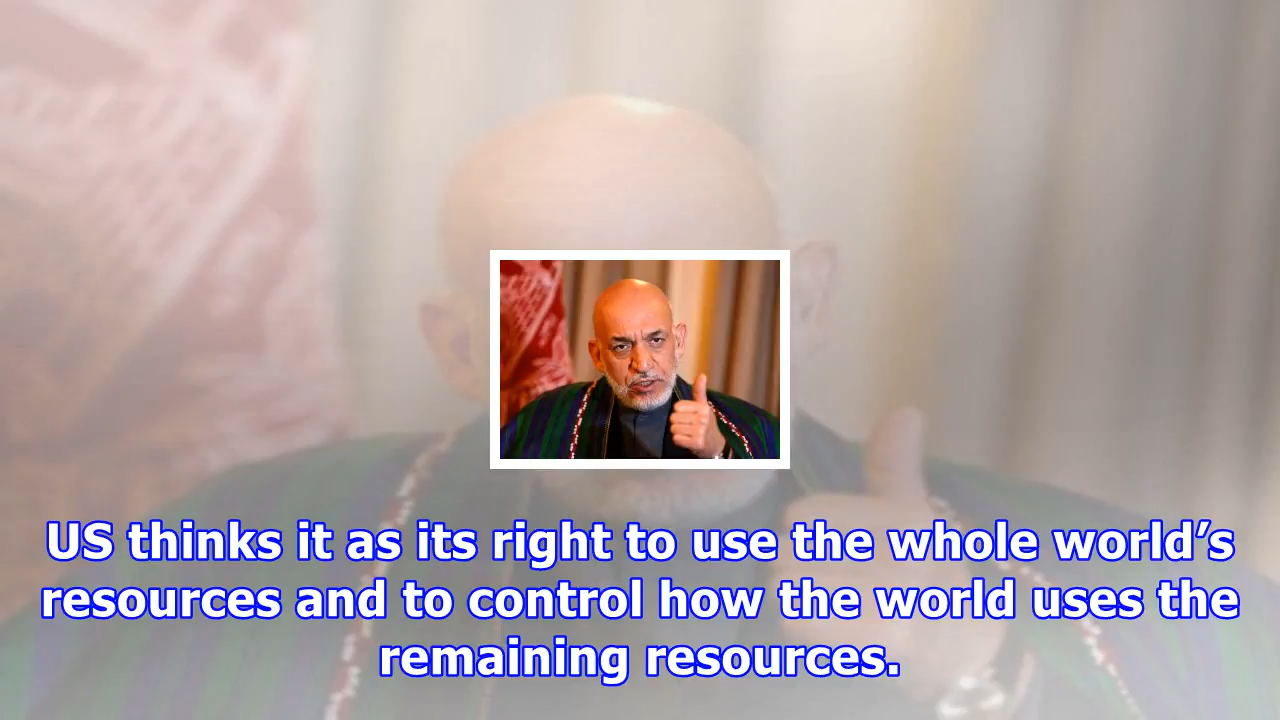 US thinks it as its right to use the whole world’s
resources and to control how the world uses the
remaining resources.